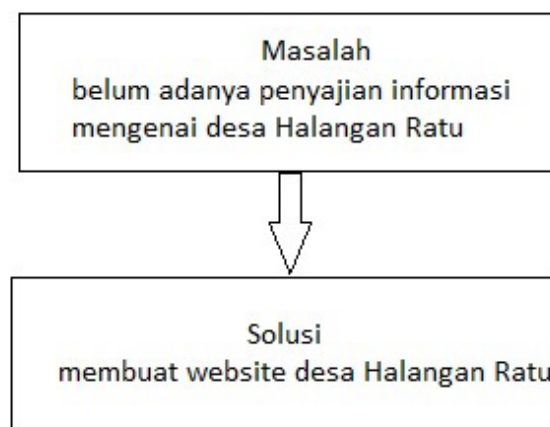 Masalah
belum adanya penyajian informasi
mengenai desa Halangan Ratu
Solusi
membuat website desa Halangan Ratu